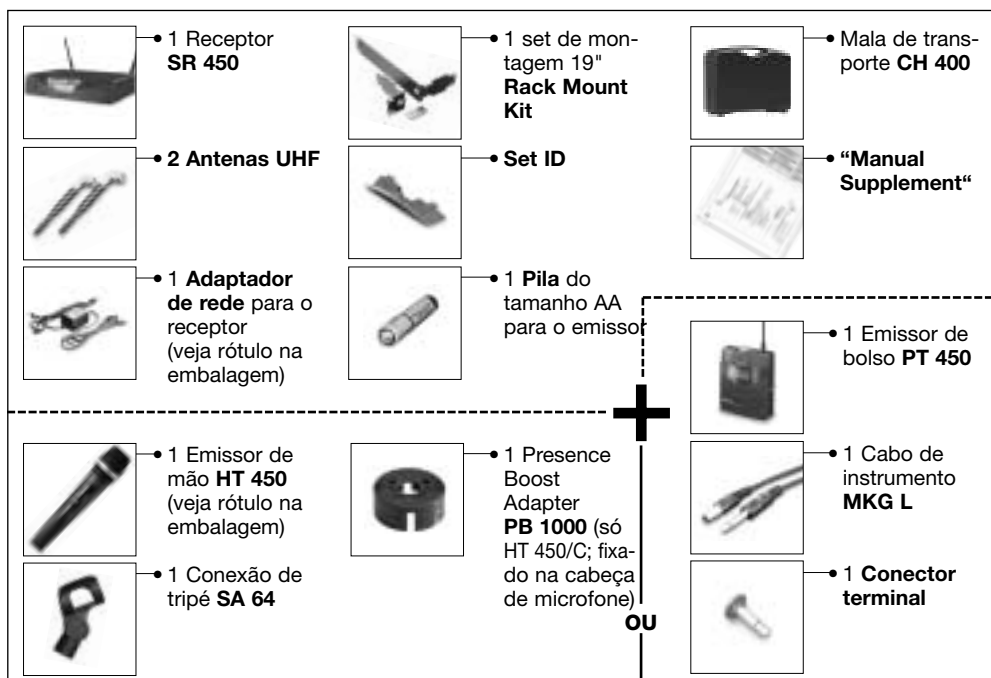 1 Receptor
SR 450
2 Antenas UHF
1 Adaptador
de rede para o
receptor
(veja rótulo na
embalagem)
1 set de mon-
tagem 19"
Rack Mount
Kit
Set ID
1 Pila do
tamanho AA
para o emissor
Mala de trans-
porte CH 400
“Manual
Supplement“
1 Emissor de
mão HT 450
(veja rótulo na
embalagem)
1 Conexão de
tripé SA 64
1 Presence
Boost
Adapter
PB 1000 (só
HT 450/C; fixa-
do na cabeça
de microfone)
OU
1 Emissor de
bolso PT 450
1 Cabo de
instrumento
MKG L
1 Conector
terminal